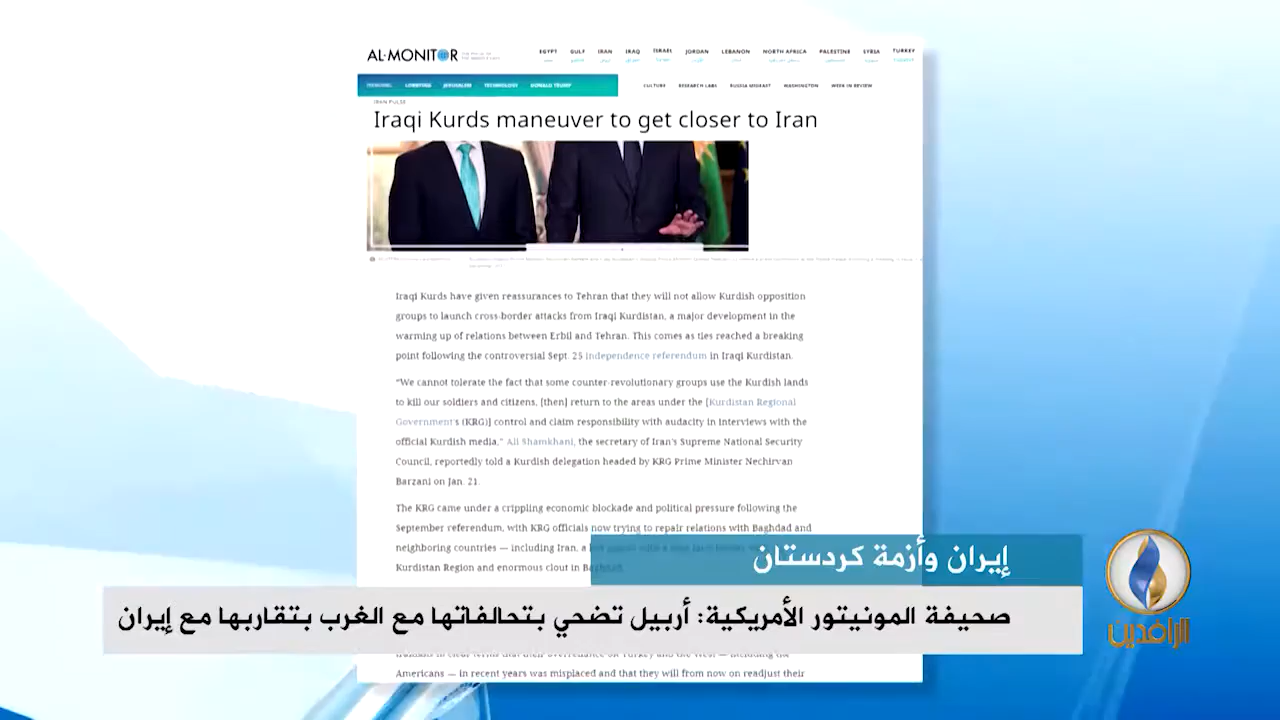 AL-MONITOR
EGYPT GULF IRAN IRAQ ISRAEL JORDAN LEBANON NORTH AFRICA PALESTINE SYRIA TURKEY
TRENDING LOBBYING JERUSALEM TECHNOLOGY DONALD TRUMP
CULTURE RESEARCH LABS RUSSIA MIDEAST WASHINGTON WEEK IN REVIEW
IRAN PULSE
Iraqi Kurds maneuver to get closer to Iran
Iraqi Kurds have given reassurances to Tehran that they will not allow Kurdish opposition
groups to launch cross-border attacks from Iraqi Kurdistan, a major development in the
warming up of relations between Erbil and Tehran. This comes as ties reached a breaking
point following the controversial Sept. 25 independence referendum in Iraqi Kurdistan.
“We cannot tolerate the fact that some counter-revolutionary groups use the Kurdish lands
to kill our soldiers and citizens, [then] return to the areas under the [Kurdistan Regional
Government's (KRG)] control and claim responsibility with audacity in interviews with the
official Kurdish media,” Ali Shamkhani, the secretary of Iran's Supreme National Security
Council, reportedly told a Kurdish delegation headed by KRG Prime Minister Nechirvan
Barzani on Jan. 21.
The KRG came under a crippling economic blockade and political pressure following the
September referendum, with KRG officials now trying to repair relations with Baghdad and
neighboring countries — including Iran, a
Kurdistan Region and enormous clout in Baghdad.
إيران وأزمة كردستان
صحيفة المونيتور الأمريكية: أربيل تضحي بتحالفاتها مع الغرب بتقاربها مع إيران
الرافدين
Americans — in recent years was misplaced and that they will from now on readjust their